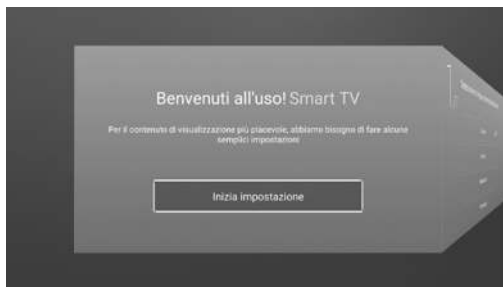 Benvenuti all'uso! Smart TV
Per il contenuto di visualizzazione più piacevole, abbiamo bisogno di fare alcune
semplici impostazioni
Inizia impostazione